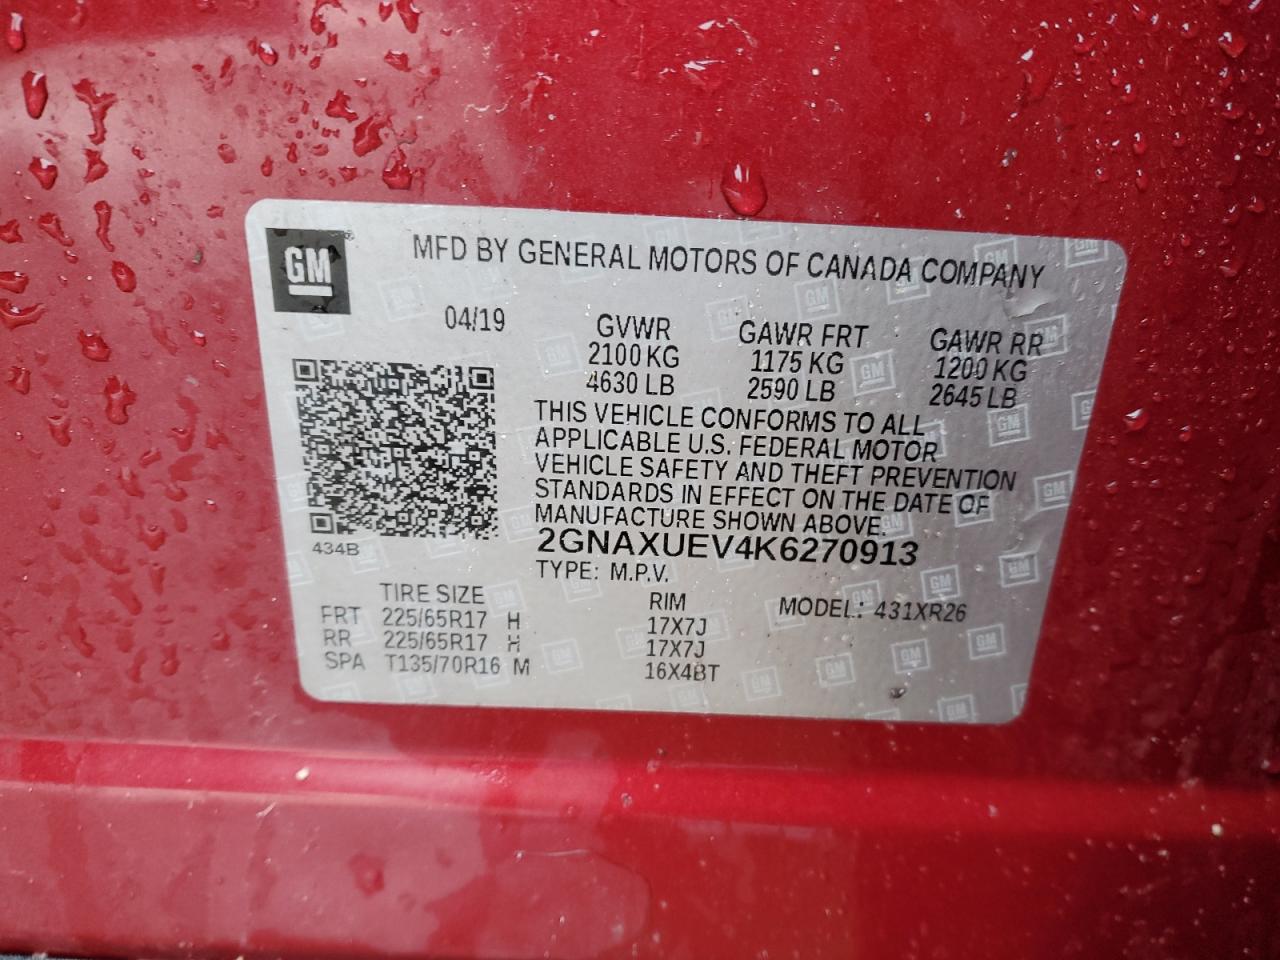 GM
MFD BY GENERAL MOTORS OF CANADA COMPANY
04/19
GVWR GAWR FRT GAWR RR
2100 KG 1175 KG 1200 KG
4630 LB 2590 LB 2645 LB
THIS VEHICLE CONFORMS TO ALL
APPLICABLE U.S. FEDERAL MOTOR
VEHICLE SAFETY AND THEFT PREVENTION
STANDARDS IN EFFECT ON THE DATE OF
MANUFACTURE SHOWN ABOVE.
434B
2GNAXUEV4K6270913
TYPE: M.P.V.
TIRE SIZE RIM MODEL: 431XR26
FRT 225/65R17 H 17X7J
RR 225/65R17 H 17X7J
SPA T135/70R16 M 16X4BT